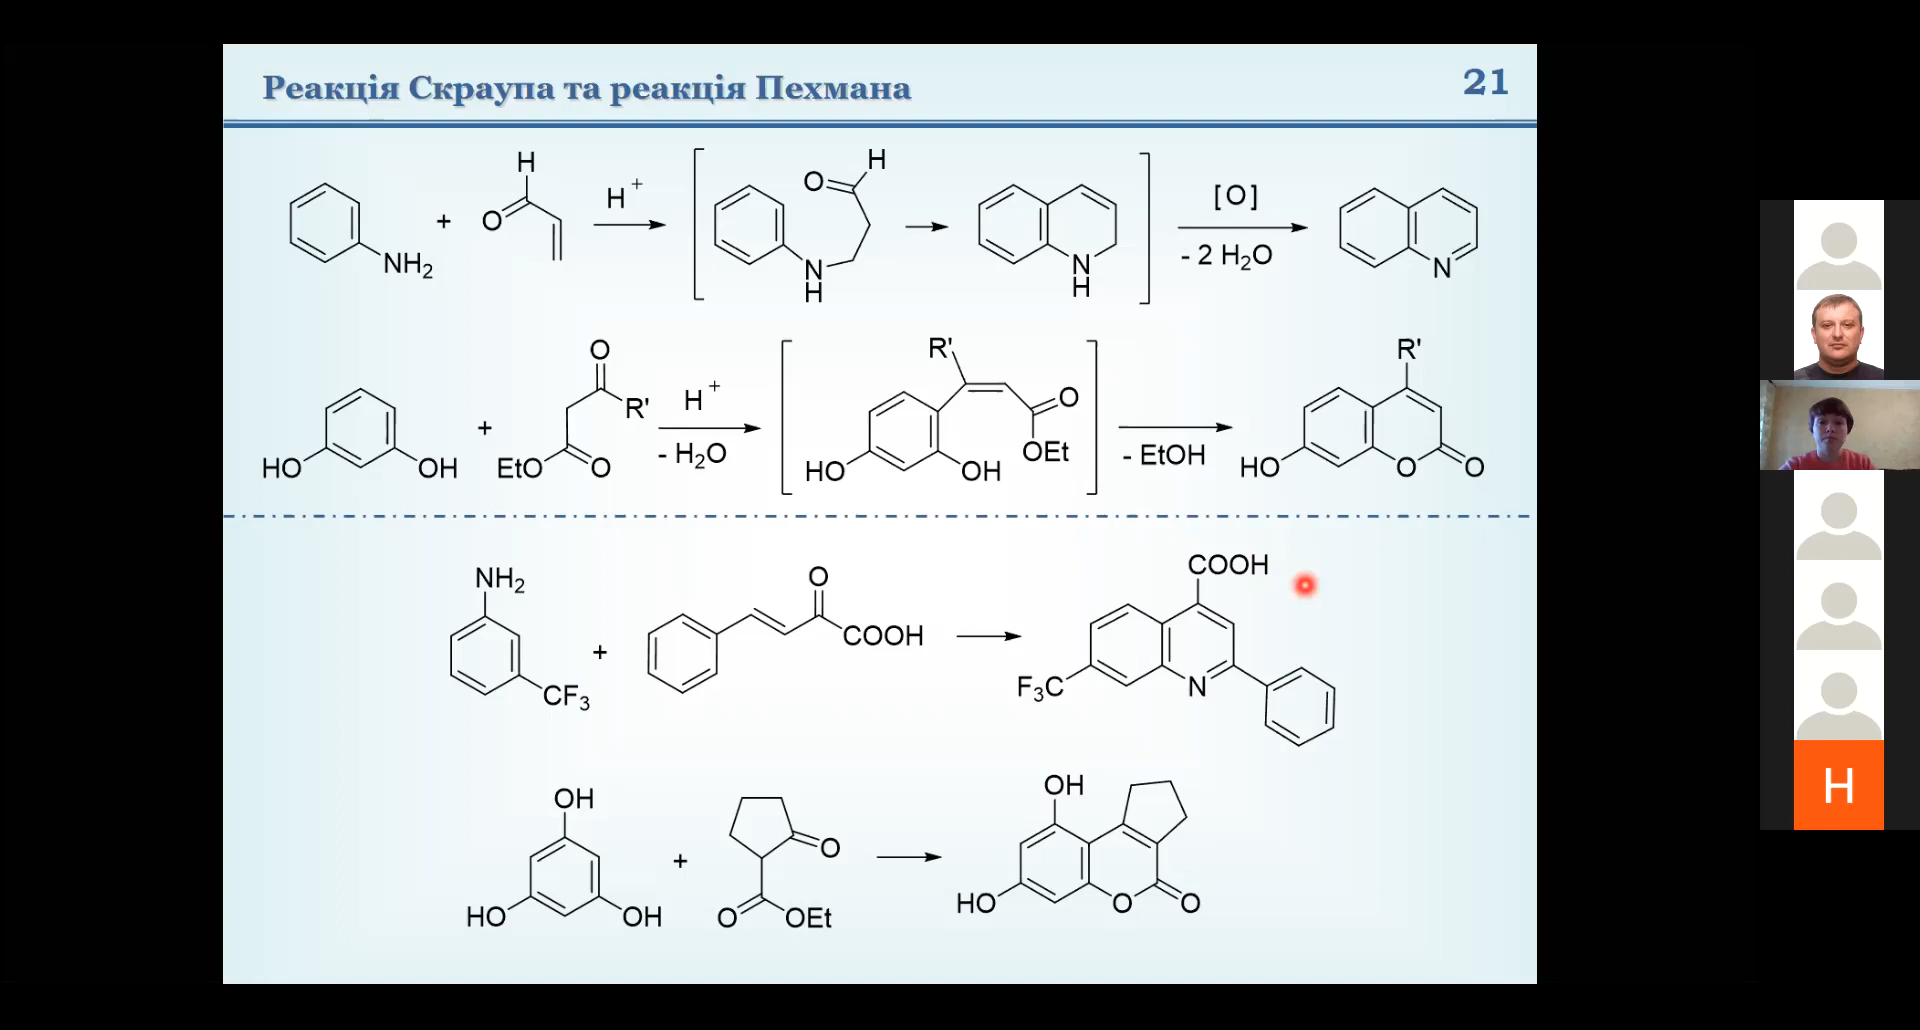 Реакція Скраупа та реакція Пехмана
21
H
O
NH2
+
H+
O
H
N
H
N
H
[O]
- 2 H2O
N
HO
OH
+
O
R'
EtO
O
H+
- H2O
R'
O
OEt
HO
OH
- EtOH
R'
HO
O
O
NH2
CF3
+
O
COOH
COOH
F3C
N
OH
HO
OH
+
O
O
OEt
OH
HO
O
O
H